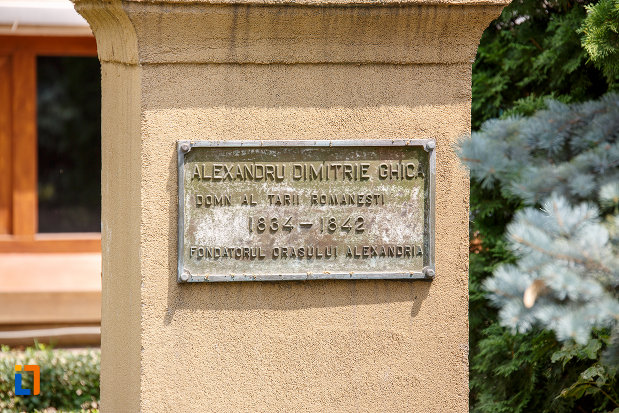 ALEXANDRU DIMITRIE GHICA
DOMN AL TARII ROMANESTI
1834-1842
FONDATORUL ORASULUI ALEXANDRIA